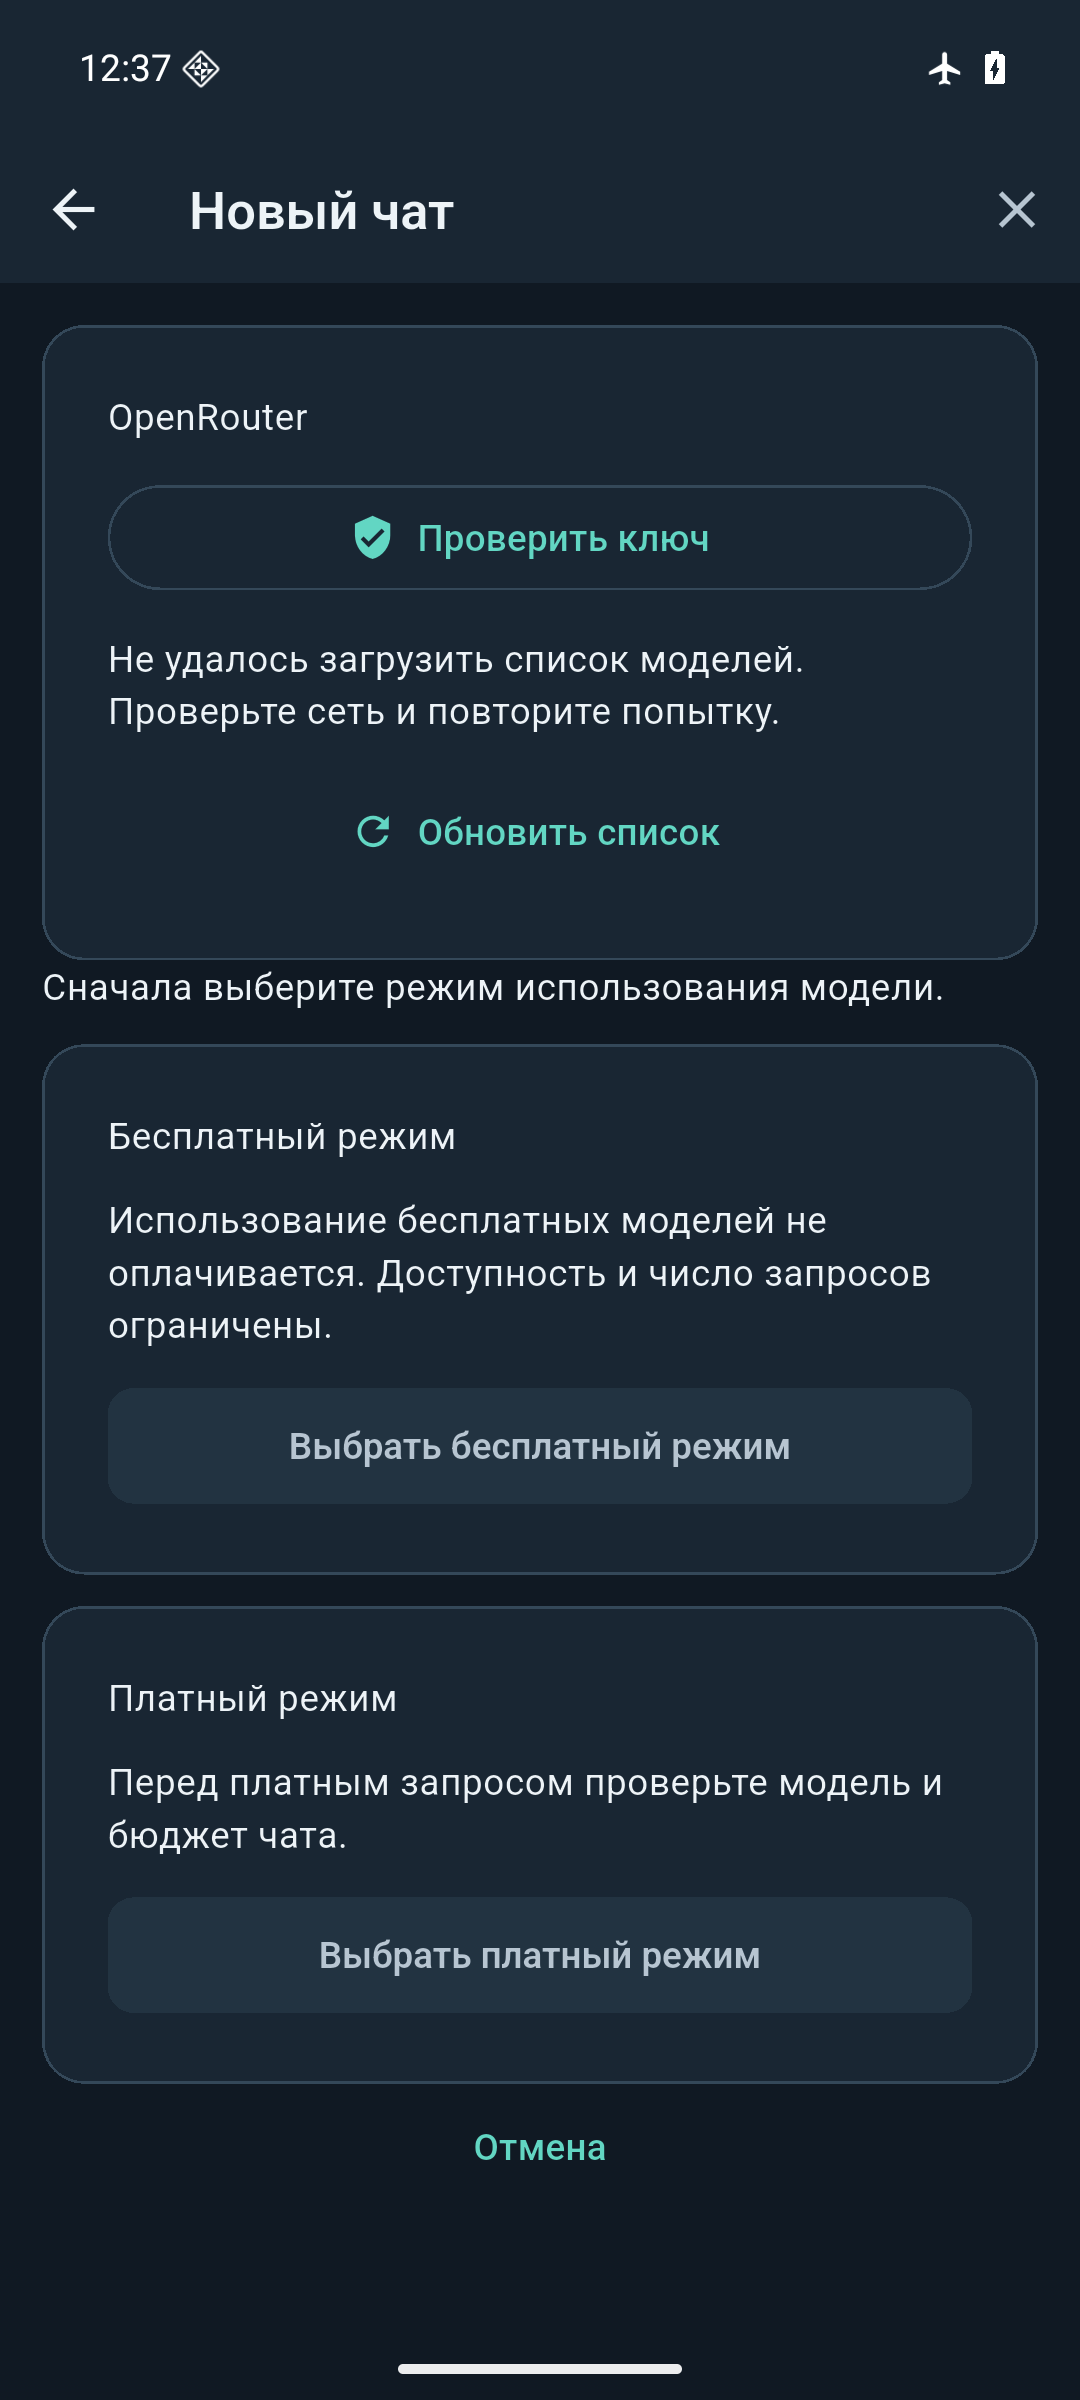 12:37
Новый чат
OpenRouter
Проверить ключ
Не удалось загрузить список моделей.
Проверьте сеть и повторите попытку.
Обновить список
Сначала выберите режим использования модели.
Бесплатный режим
Использование бесплатных моделей не
оплачивается. Доступность и число запросов
ограничены.
Выбрать бесплатный режим
Платный режим
Перед платным запросом проверьте модель и
бюджет чата.
Выбрать платный режим
Отмена